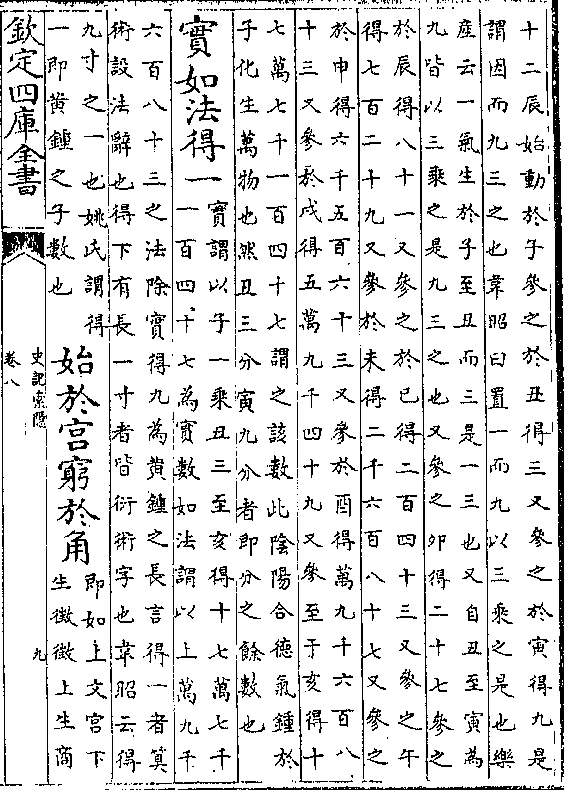 十二辰始動於子參之於丑得三又參之於寅得九是
謂因而九三之也韋昭曰置一而九以三乘之是也樂
産云一氣生於子至丑而三是一三也又自丑至寅為
九皆以三乘之是九三之也又參之卯得二十七參之
於辰得八十一又參之於巳得二百四十三又參之午
得七百二十九又參於未得二千六百八十七又參之
於申得六千五百六十三又參於酉得萬九千六百八
十三又參於戌得五萬九千四十九又參至于亥得十
七萬七千一百四十七謂之該數此陰陽合德氣鍾於
子化生萬物也然丑三分寅九分者即分之餘數也
實如法得一
實謂以子一乘丑三至亥得十七萬七千
一百四十七為實數如法謂以上萬九千
六百八十三之法除實得九為黄鍾之長言得一者算
術設法辭也得下有長一寸者皆衍術字也韋昭云得
九寸之一也姚氏謂得
一即黄鍾之子數也
始於宫窮於角
即如上文宫下
生徵徵上生商
欽定四庫全書
史記索隱
卷八
九